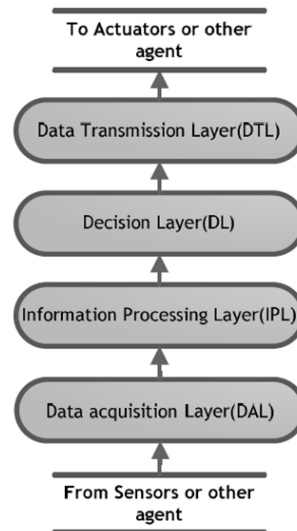 To Actuators or other
agent
Data Transmission Layer(DTL)
Decision Layer(DL)
Information Processing Layer(IPL)
Data acquisition Layer(DAL)
From Sensors or other
agent